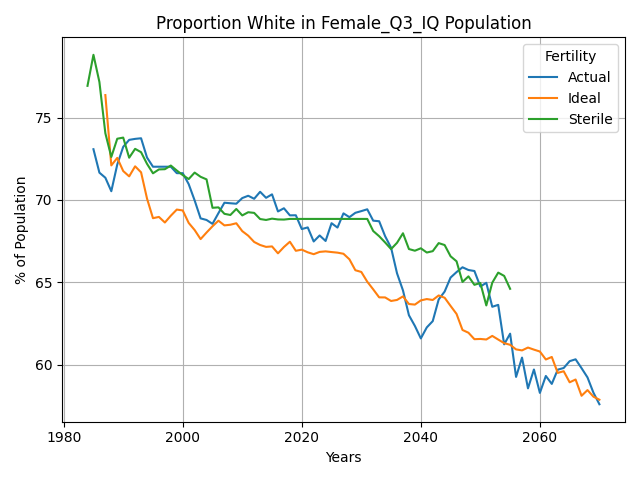 Proportion White in Female_Q3_IQ Population
Fertility
Actual
Ideal
Sterile
% of Population
75
70
65
60
1980
2000
2020
2040
2060
Years